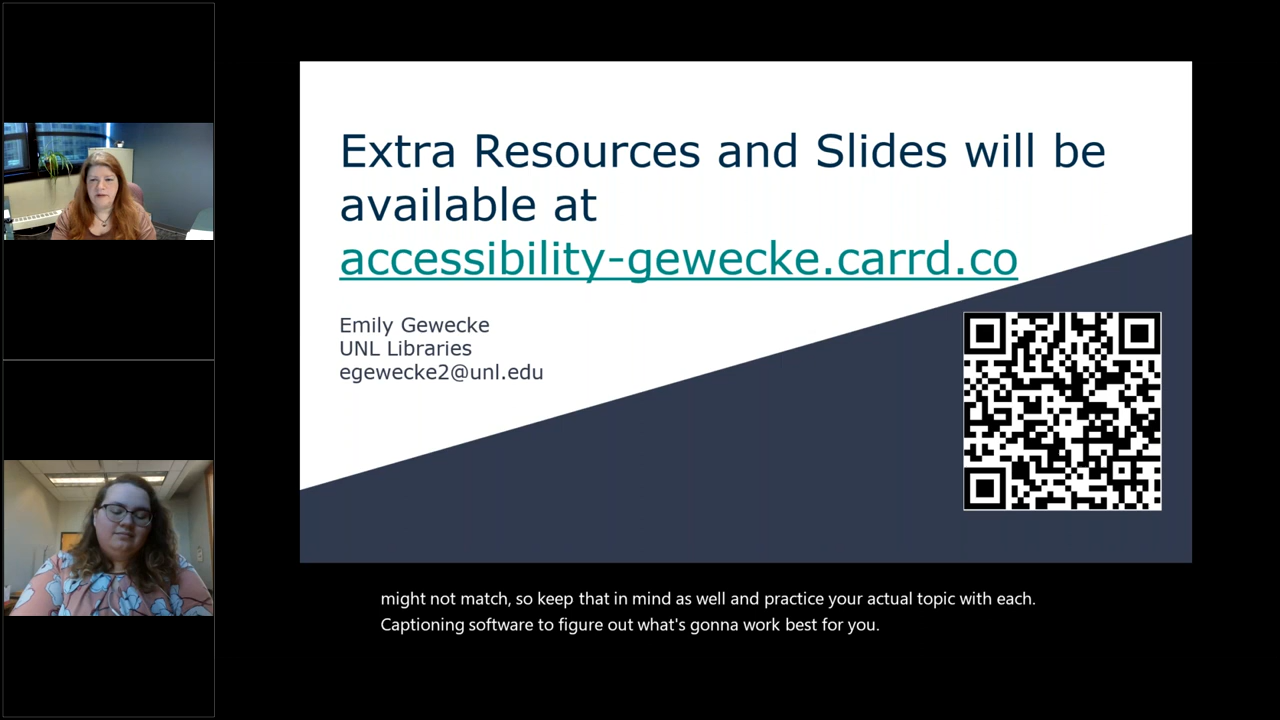 Extra Resources and Slides will be
available at
accessibility-gewecke.carrd.co
Emily Gewecke
UNL Libraries
egewecke2@unl.edu
might not match, so keep that in mind as well and practice your actual topic with each.
Captioning software to figure out what's gonna work best for you.